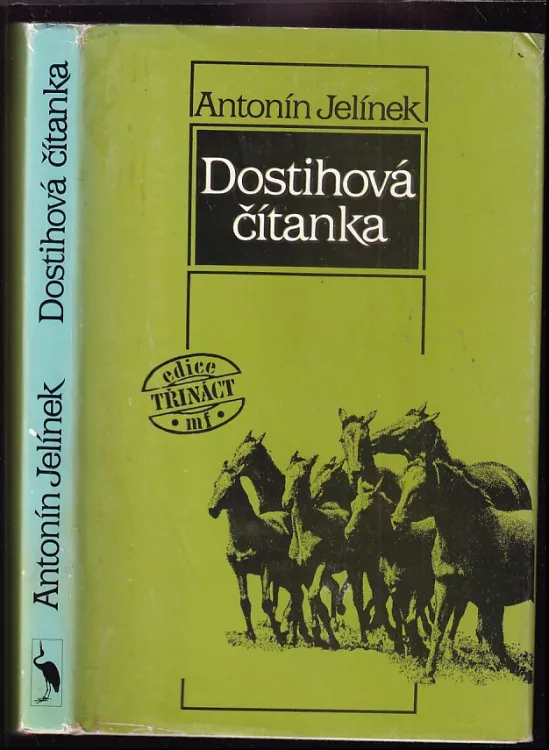 Antonín Jelínek
Dostihová
čítanka
edice
TŘINÁCT
· mf ·
Antonín Jelínek Dostihová čítanka